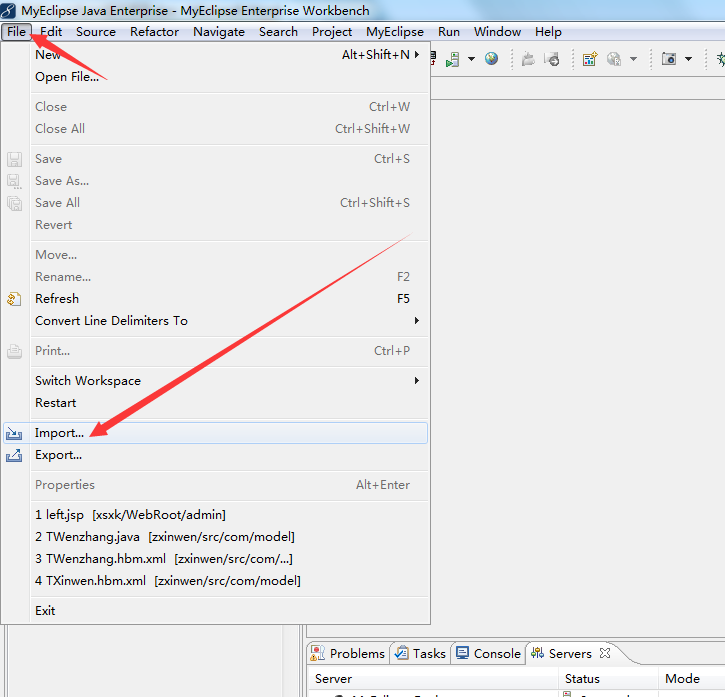 MyEclipse Java Enterprise - MyEclipse Enterprise Workbench
File Edit Source Refactor Navigate Search Project MyEclipse Run Window Help
New Alt+Shift+N
Open File...
Close Ctrl+W
Close All Ctrl+Shift+W
Save Ctrl+S
Save As...
Save All Ctrl+Shift+S
Revert
Move...
Rename... F2
Refresh F5
Convert Line Delimiters To
Print... Ctrl+P
Switch Workspace
Restart
Import...
Export...
Properties Alt+Enter
1 left.jsp [xsxk/WebRoot/admin]
2 TWenzhang.java [zxinwen/src/com/model]
3 TWenzhang.hbm.xml [zxinwen/src/com/...]
4 TXinwen.hbm.xml [zxinwen/src/com/model]
Exit
Problems Tasks Console Servers
Server Status Mode